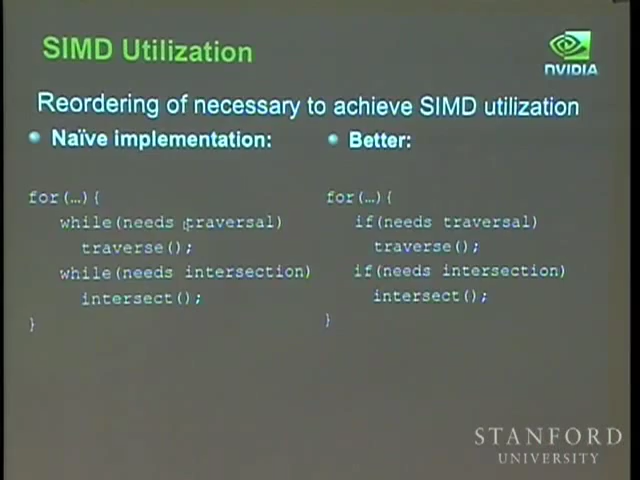 SIMD Utilization
NVIDIA
Reordering of necessary to achieve SIMD utilization
Naïve implementation:
for(…){
while(needs traversal)
traverse();
while(needs intersection)
intersect();
}
Better:
for(…){
if(needs traversal)
traverse();
if(needs intersection)
intersect();
}
STANFORD
UNIVERSITY